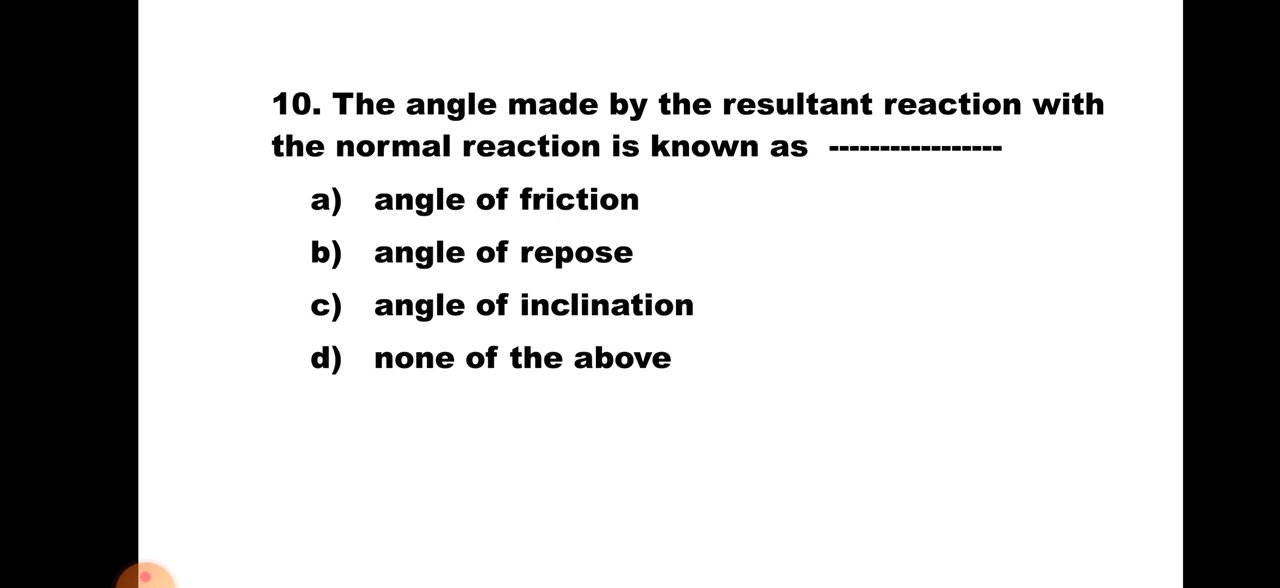 10. The angle made by the resultant reaction with
the normal reaction is known as -----------------
a) angle of friction
b) angle of repose
c) angle of inclination
d) none of the above